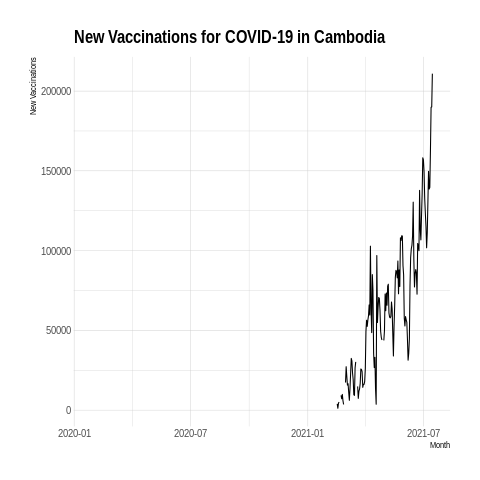 New Vaccinations for COVID-19 in Cambodia
New Vaccinations
200000
150000
100000
50000
0
2020-01 2020-07 2021-01 2021-07
Month